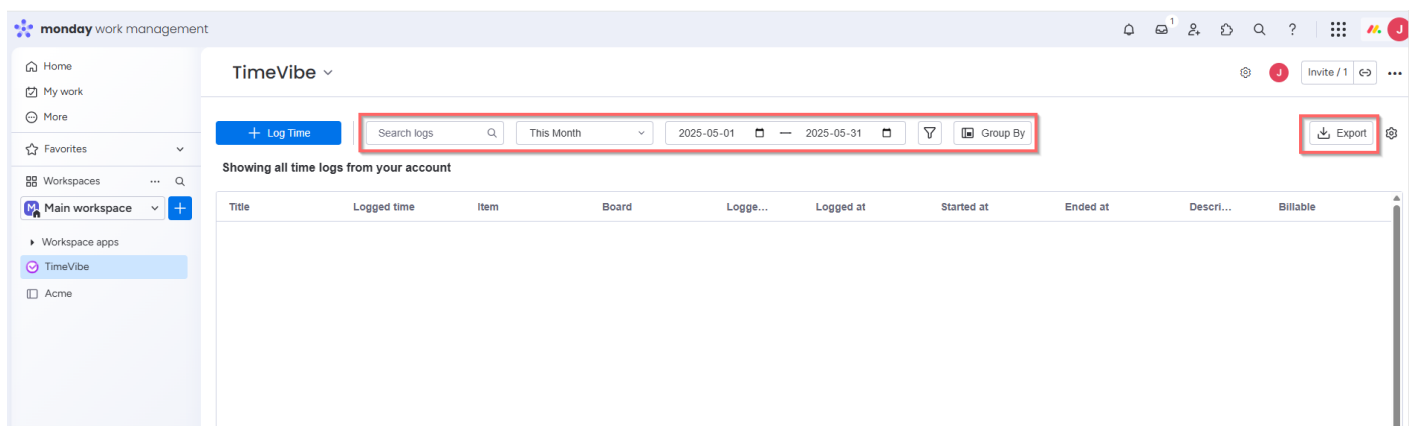 monday work management
1
J
Home
My work
More
Favorites
Workspaces
M
Main workspace
Workspace apps
TimeVibe
Acme
TimeVibe
J
Invite / 1
+ Log Time
Search logs
This Month
2025-05-01 — 2025-05-31
Group By
Export
Showing all time logs from your account
Title Logged time Item Board Logge... Logged at Started at Ended at Descri... Billable